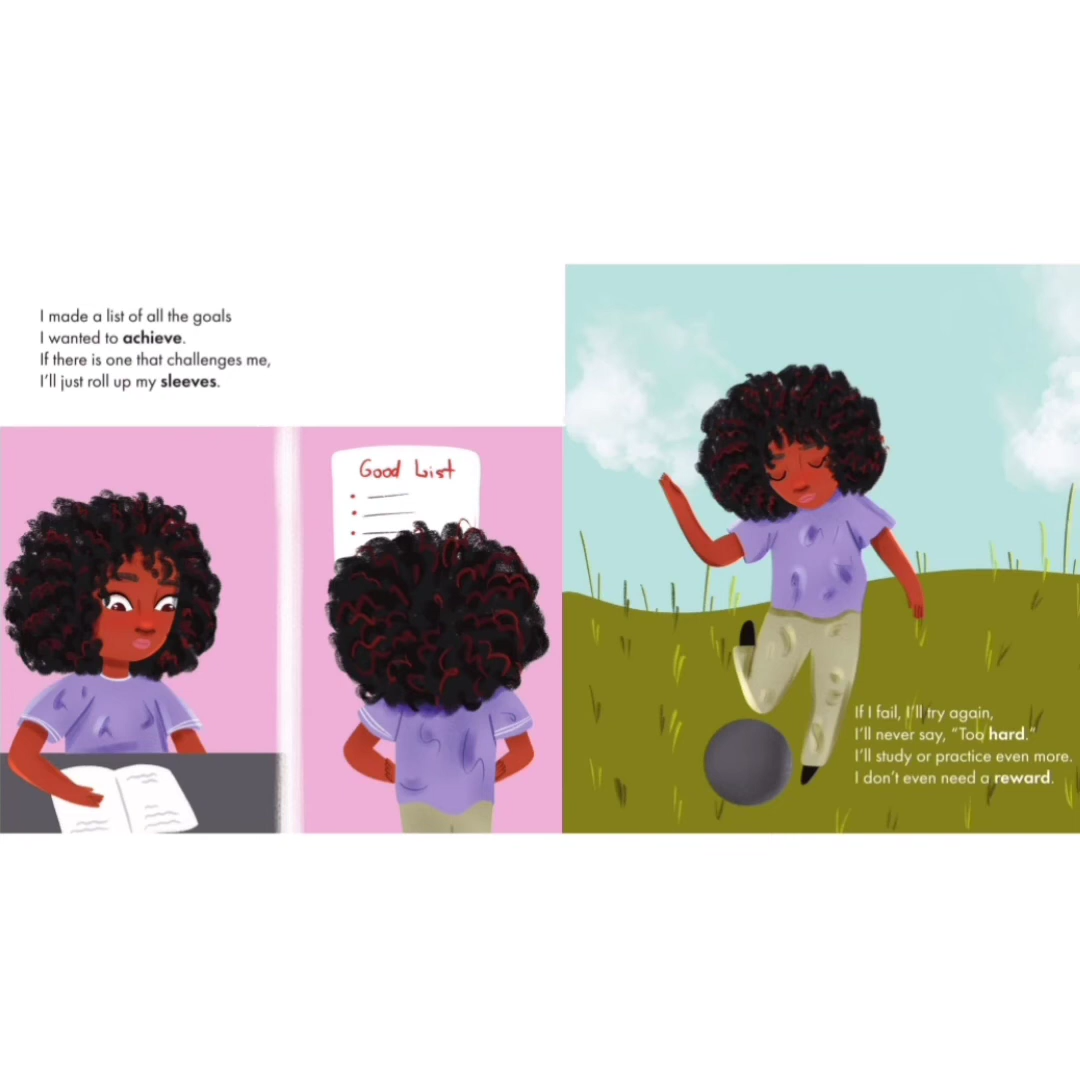 I made a list of all the goals
I wanted to achieve.
If there is one that challenges me,
I’ll just roll up my sleeves.
Good List
If I fail, I’ll try again,
I’ll never say, “Too hard.”
I’ll study or practice even more.
I don’t even need a reward.